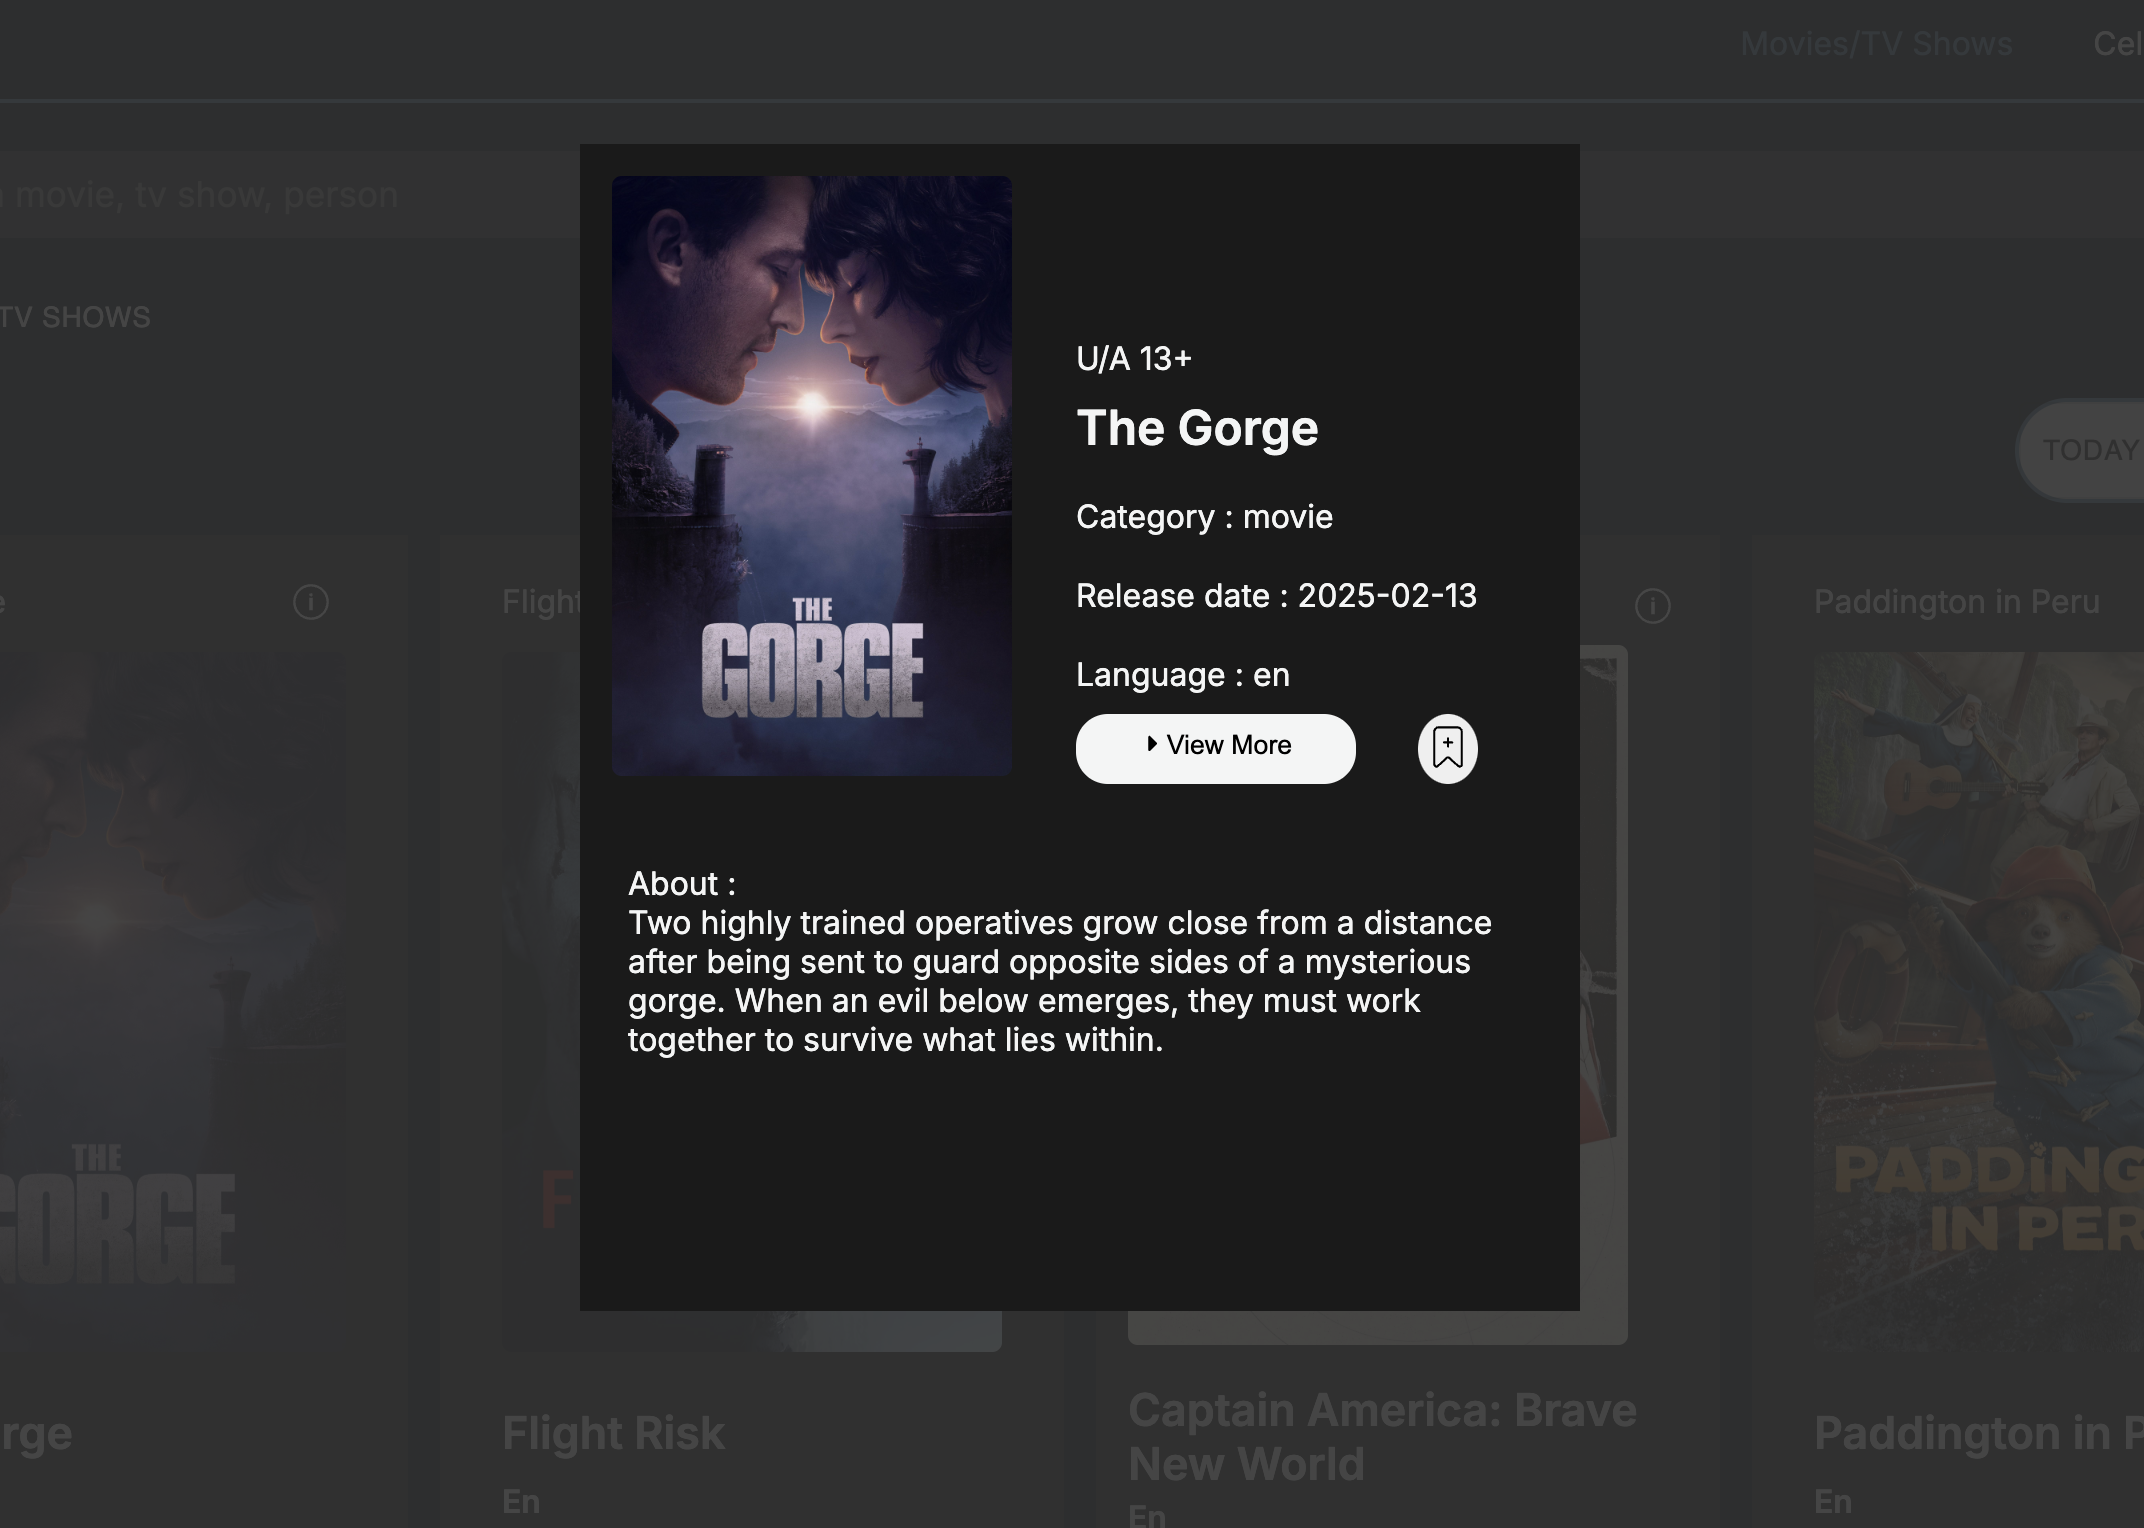 Movies/TV Shows
Cel
movie, tv show, person
TV SHOWS
TODAY
Flight
Paddington in Peru
THE
GORGE
U/A 13+
The Gorge
Category : movie
Release date : 2025-02-13
Language : en
View More
About :
Two highly trained operatives grow close from a distance
after being sent to guard opposite sides of a mysterious
gorge. When an evil below emerges, they must work
together to survive what lies within.
THE
GORGE
F
PADDING
IN PER
rge
Flight Risk
En
Captain America: Brave
New World
En
Paddington in P
En